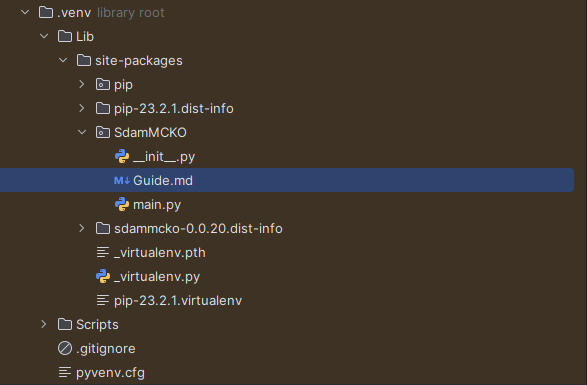 .venv library root
Lib
site-packages
pip
pip-23.2.1.dist-info
SdamMCKO
__init__.py
M↓ Guide.md
main.py
sdammcko-0.0.20.dist-info
_virtualenv.pth
_virtualenv.py
pip-23.2.1.virtualenv
Scripts
.gitignore
pyvenv.cfg